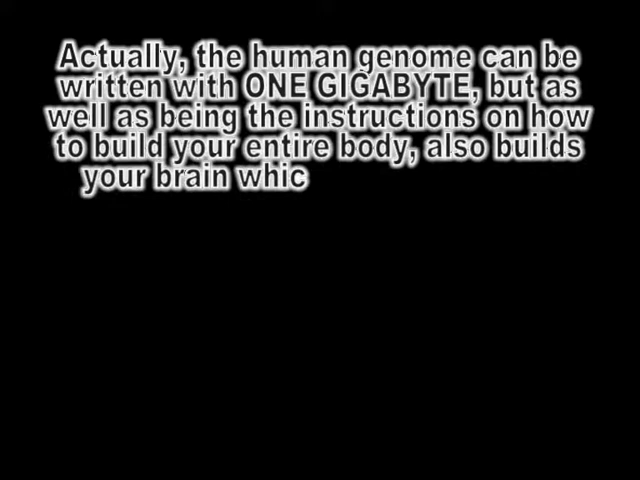 Actually, the human genome can be
written with ONE GIGABYTE, but as
well as being the instructions on how
to build your entire body, also builds
your brain whic